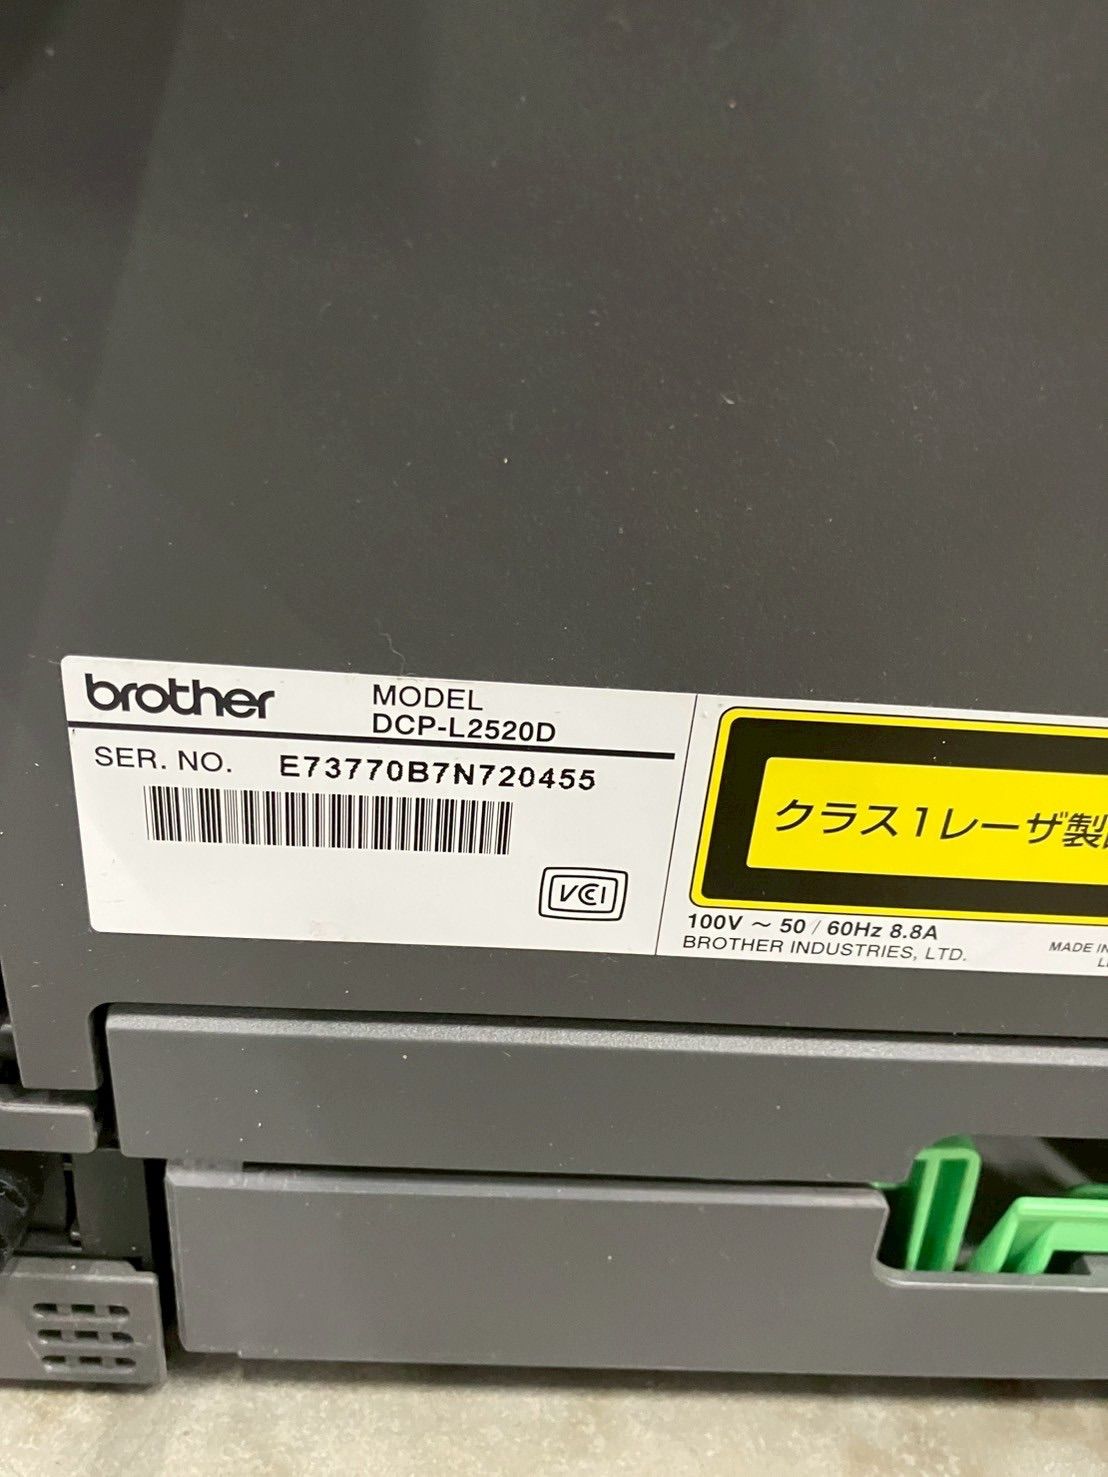 brother
MODEL
DCP-L2520D
SER. NO. E73770B7N720455
VCCI
クラス1レーザ製
100V ～ 50 / 60Hz 8.8A
BROTHER INDUSTRIES, LTD.
MADE IN